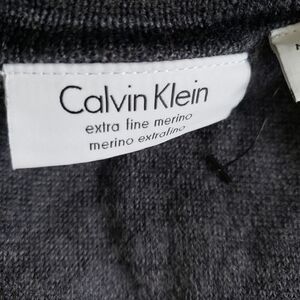 Calvin Klein
extra fine merino
merino extrafino